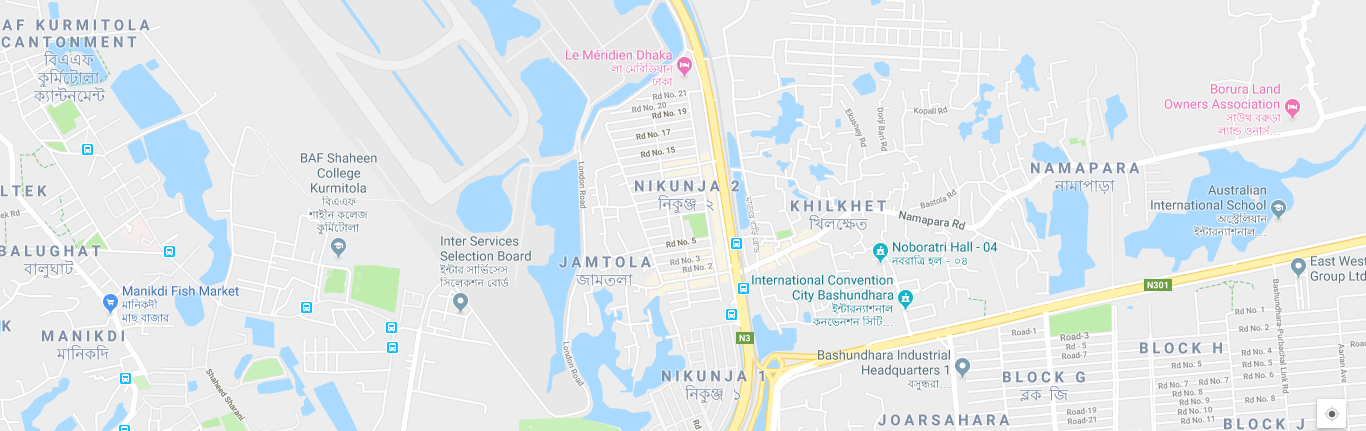 BAF KURMITOLA
CANTONMENT
বিএএফ
কুর্মিটোলা
ক্যান্টনমেন্ট
Le Méridien Dhaka
লা মেরিডিয়ান
ঢাকা
Rd No. 21
Rd No. 20
Rd No. 19
Rd No. 17
Rd No. 15
Ekushey Rd
Dorji Bari Rd
Kopali Rd
Borura Land
Owners Association
সাউথ বরুড়া
ল্যান্ড ওনার্স...
BAF Shaheen
College
Kurmitola
বিএএফ
শাহীন কলেজ
কুর্মিটোলা
London Road
NIKUNJA 2
নিকুঞ্জ ২
KHILKHET
খিলক্ষেত
Bastola Rd
Namapara Rd
NAMAPARA
নামাপাড়া
Australian
International School
অস্ট্রেলিয়ান
ইন্টারন্যাশনাল ...
LTEK
tek Rd
BALUGHAT
বালুঘাট
Inter Services
Selection Board
ইন্টার সার্ভিসেস
সিলেকশন বোর্ড
JAMTOLA
জামতলা
Rd No. 5
Rd No. 3
Rd No. 2
Noboratri Hall - 04
নবরাত্রি হল - ০৪
International Convention
City Bashundhara
ইন্টারন্যাশনাল
কনভেনশন সিটি...
East West
Group Ltd
N301
Manikdi Fish Market
মানিকদী
মাছ বাজার
K
MANIKDI
মানিকদি
Shaheed Sharani
London Road
N3
NIKUNJA 1
নিকুঞ্জ ১
Rd
Bashundhara Industrial
Headquarters 1
বসুন্ধরা...
JOARSAHARA
Road-1
Road-3
Rd - 5
Road-7
BLOCK G
ব্লক জি
Road-19
Road-21
Bashundhara-Purbachal Link Rd
Rd No. 1
Rd No. 2
BLOCK H
Rd No. 4
Rd No. 5
Rd No. 6
Rd No. 7
Rd No. 7
Rd No. 8
Rd No. 8
Rd No. 9
Rd No. 9
Rd No. 10
Rd No. 11
BLOCK J
Aartan Ave